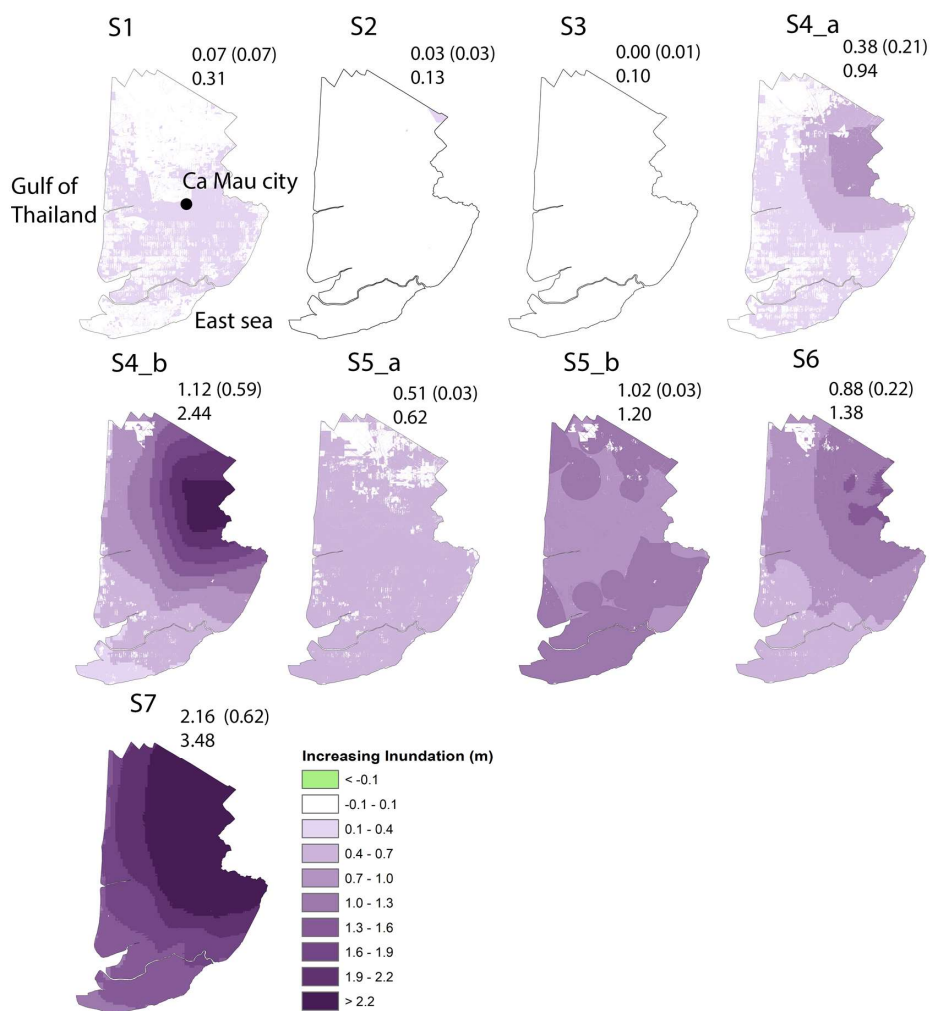 S1
0.07 (0.07)
0.31
S2
0.03 (0.03)
0.13
S3
0.00 (0.01)
0.10
S4_a
0.38 (0.21)
0.94
Gulf of
Thailand
Ca Mau city
East sea
S4_b
1.12 (0.59)
2.44
S5_a
0.51 (0.03)
0.62
S5_b
1.02 (0.03)
1.20
S6
0.88 (0.22)
1.38
S7
2.16 (0.62)
3.48
Increasing Inundation (m)
< -0.1
-0.1 - 0.1
0.1 - 0.4
0.4 - 0.7
0.7 - 1.0
1.0 - 1.3
1.3 - 1.6
1.6 - 1.9
1.9 - 2.2
> 2.2